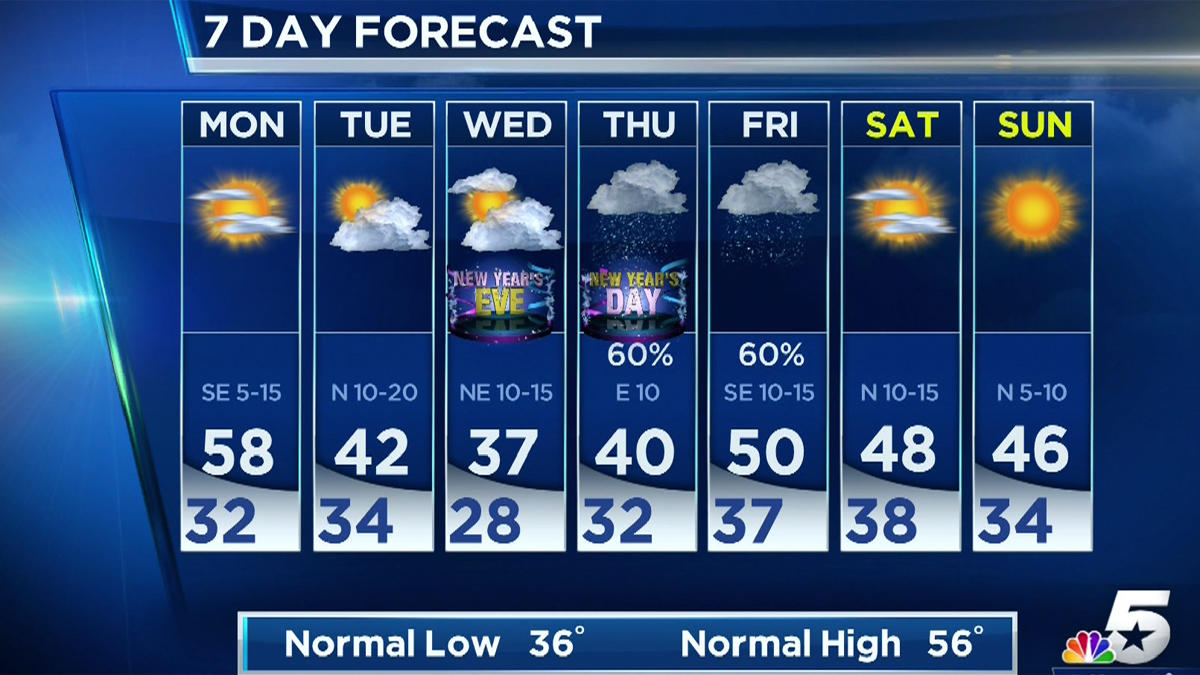 7 DAY FORECAST
MON TUE WED THU FRI SAT SUN
NEW YEAR'S NEW YEAR'S
EVE DAY
60% 60%
SE 5-15 N 10-20 NE 10-15 E 10 SE 10-15 N 10-15 N 5-10
58 42 37 40 50 48 46
32 34 28 32 37 38 34
Normal Low 36° Normal High 56°
5